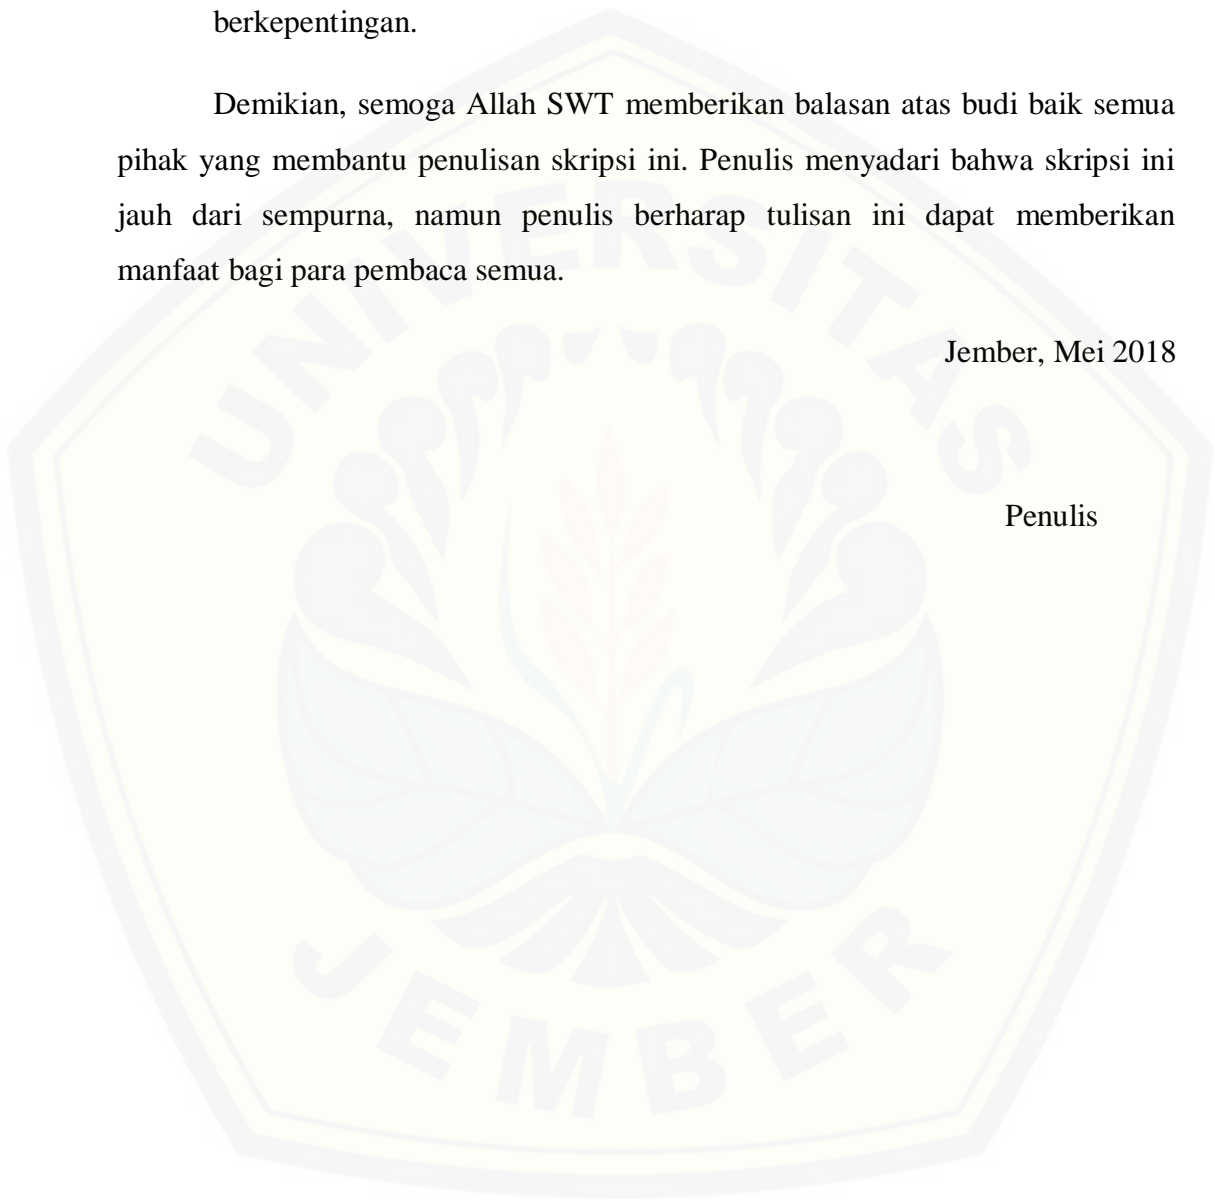 berkepentingan.
Demikian, semoga Allah SWT memberikan balasan atas budi baik semua
pihak yang membantu penulisan skripsi ini. Penulis menyadari bahwa skripsi ini
jauh dari sempurna, namun penulis berharap tulisan ini dapat memberikan
manfaat bagi para pembaca semua.
Jember, Mei 2018
Penulis
UNIVERSITAS
JEMBER